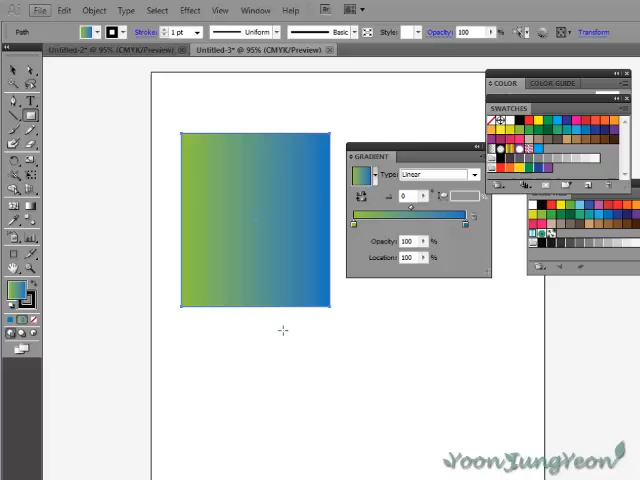 Ai File Edit Object Type Select Effect View Window Help Br
Path Stroke: 1 pt Uniform Basic Style: Opacity: 100 % Transform
Untitled-2* @ 95% (CMYK/Preview) Untitled-3* @ 95% (CMYK/Preview)
COLOR COLOR GUIDE
SWATCHES
GRADIENT
Type: Linear
0 °
Opacity: 100 %
Location: 100 %
YoonJungYeon